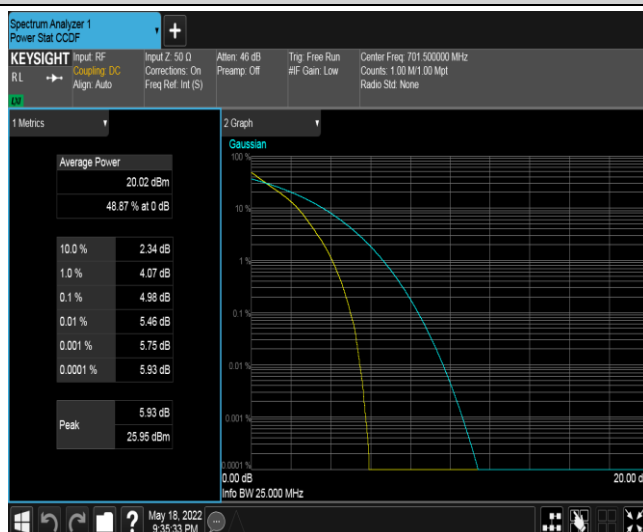 Spectrum Analyzer 1
Power Stat CCDF
+
KEYSIGHT
RL
Input: RF
Coupling: DC
Align: Auto
Input Z: 50 Ω
Corrections: On
Freq Ref: Int (S)
Atten: 46 dB
Preamp: Off
Trig: Free Run
#IF Gain: Low
Center Freq: 701.500000 MHz
Counts: 1.00 M/1.00 Mpt
Radio Std: None
1 Metrics
Average Power
20.02 dBm
48.87 % at 0 dB
10.0 % 2.34 dB
1.0 % 4.07 dB
0.1 % 4.98 dB
0.01 % 5.46 dB
0.001 % 5.75 dB
0.0001 % 5.93 dB
Peak
5.93 dB
25.95 dBm
2 Graph
Gaussian
100 %
10 %
1 %
0.1 %
0.01 %
0.001 %
0.0001 %
0.00 dB
20.00 d
Info BW 25.000 MHz
?
May 18, 2022
9:35:33 PM